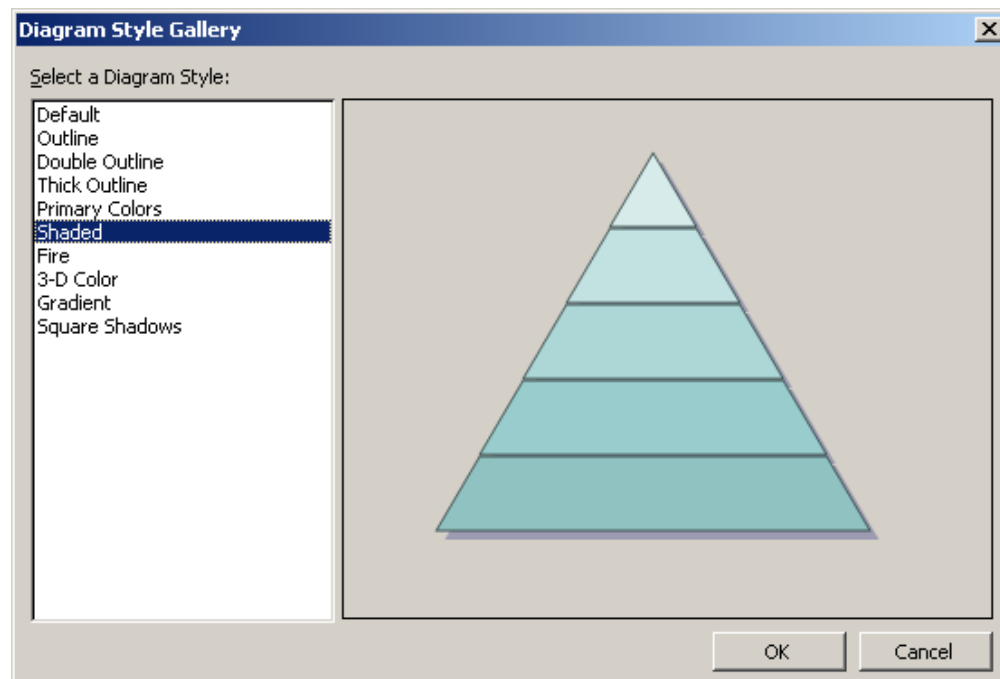 Diagram Style Gallery
Select a Diagram Style:
Default
Outline
Double Outline
Thick Outline
Primary Colors
Shaded
Fire
3-D Color
Gradient
Square Shadows
OK Cancel